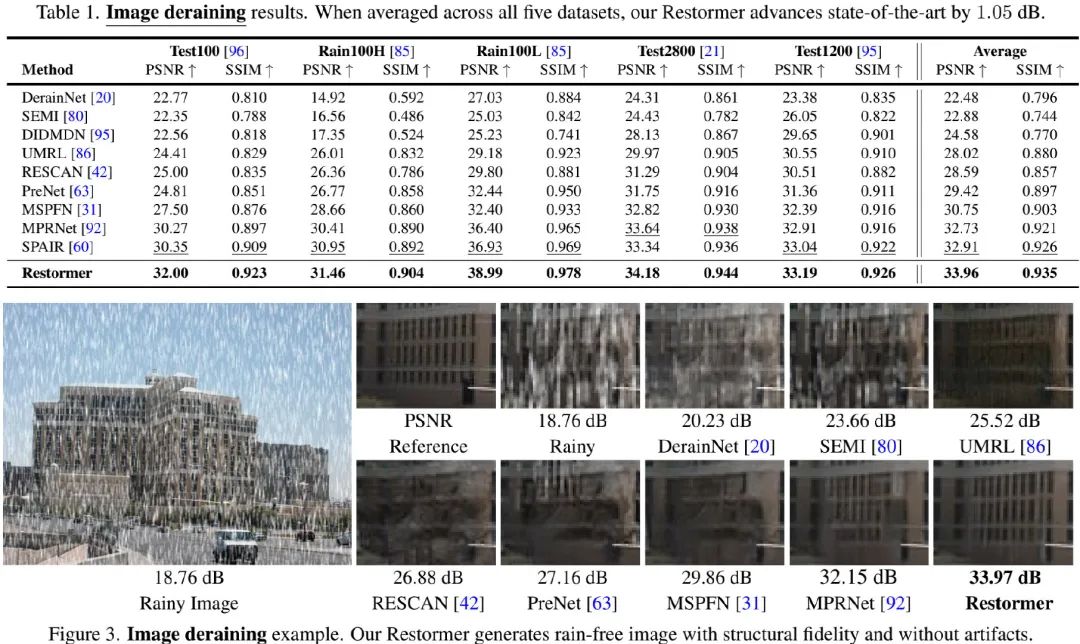 Table 1. Image deraining results. When averaged across all five datasets, our Restormer advances state-of-the-art by 1.05 dB.
Test100 [96] Rain100H [85] Rain100L [85] Test2800 [21] Test1200 [95] Average
Method PSNR ↑ SSIM ↑ PSNR ↑ SSIM ↑ PSNR ↑ SSIM ↑ PSNR ↑ SSIM ↑ PSNR ↑ SSIM ↑ PSNR ↑ SSIM ↑
DerainNet [20] 22.77 0.810 14.92 0.592 27.03 0.884 24.31 0.861 23.38 0.835 22.48 0.796
SEMI [80] 22.35 0.788 16.56 0.486 25.03 0.842 24.43 0.782 26.05 0.822 22.88 0.744
DIDMDN [95] 22.56 0.818 17.35 0.524 25.23 0.741 28.13 0.867 29.65 0.901 24.58 0.770
UMRL [86] 24.41 0.829 26.01 0.832 29.18 0.923 29.97 0.905 30.55 0.910 28.02 0.880
RESCAN [42] 25.00 0.835 26.36 0.786 29.80 0.881 31.29 0.904 30.51 0.882 28.59 0.857
PreNet [63] 24.81 0.851 26.77 0.858 32.44 0.950 31.75 0.916 31.36 0.911 29.42 0.897
MSPFN [31] 27.50 0.876 28.66 0.860 32.40 0.933 32.82 0.930 32.39 0.916 30.75 0.903
MPRNet [92] 30.27 0.897 30.41 0.890 36.40 0.965 33.64 0.938 32.91 0.916 32.73 0.921
SPAIR [60] 30.35 0.909 30.95 0.892 36.93 0.969 33.34 0.936 33.04 0.922 32.91 0.926
Restormer 32.00 0.923 31.46 0.904 38.99 0.978 34.18 0.944 33.19 0.926 33.96 0.935
PSNR 18.76 dB 20.23 dB 23.66 dB 25.52 dB
Reference Rainy DerainNet [20] SEMI [80] UMRL [86]
18.76 dB 26.88 dB 27.16 dB 29.86 dB 32.15 dB 33.97 dB
Rainy Image RESCAN [42] PreNet [63] MSPFN [31] MPRNet [92] Restormer
Figure 3. Image deraining example. Our Restormer generates rain-free image with structural fidelity and without artifacts.